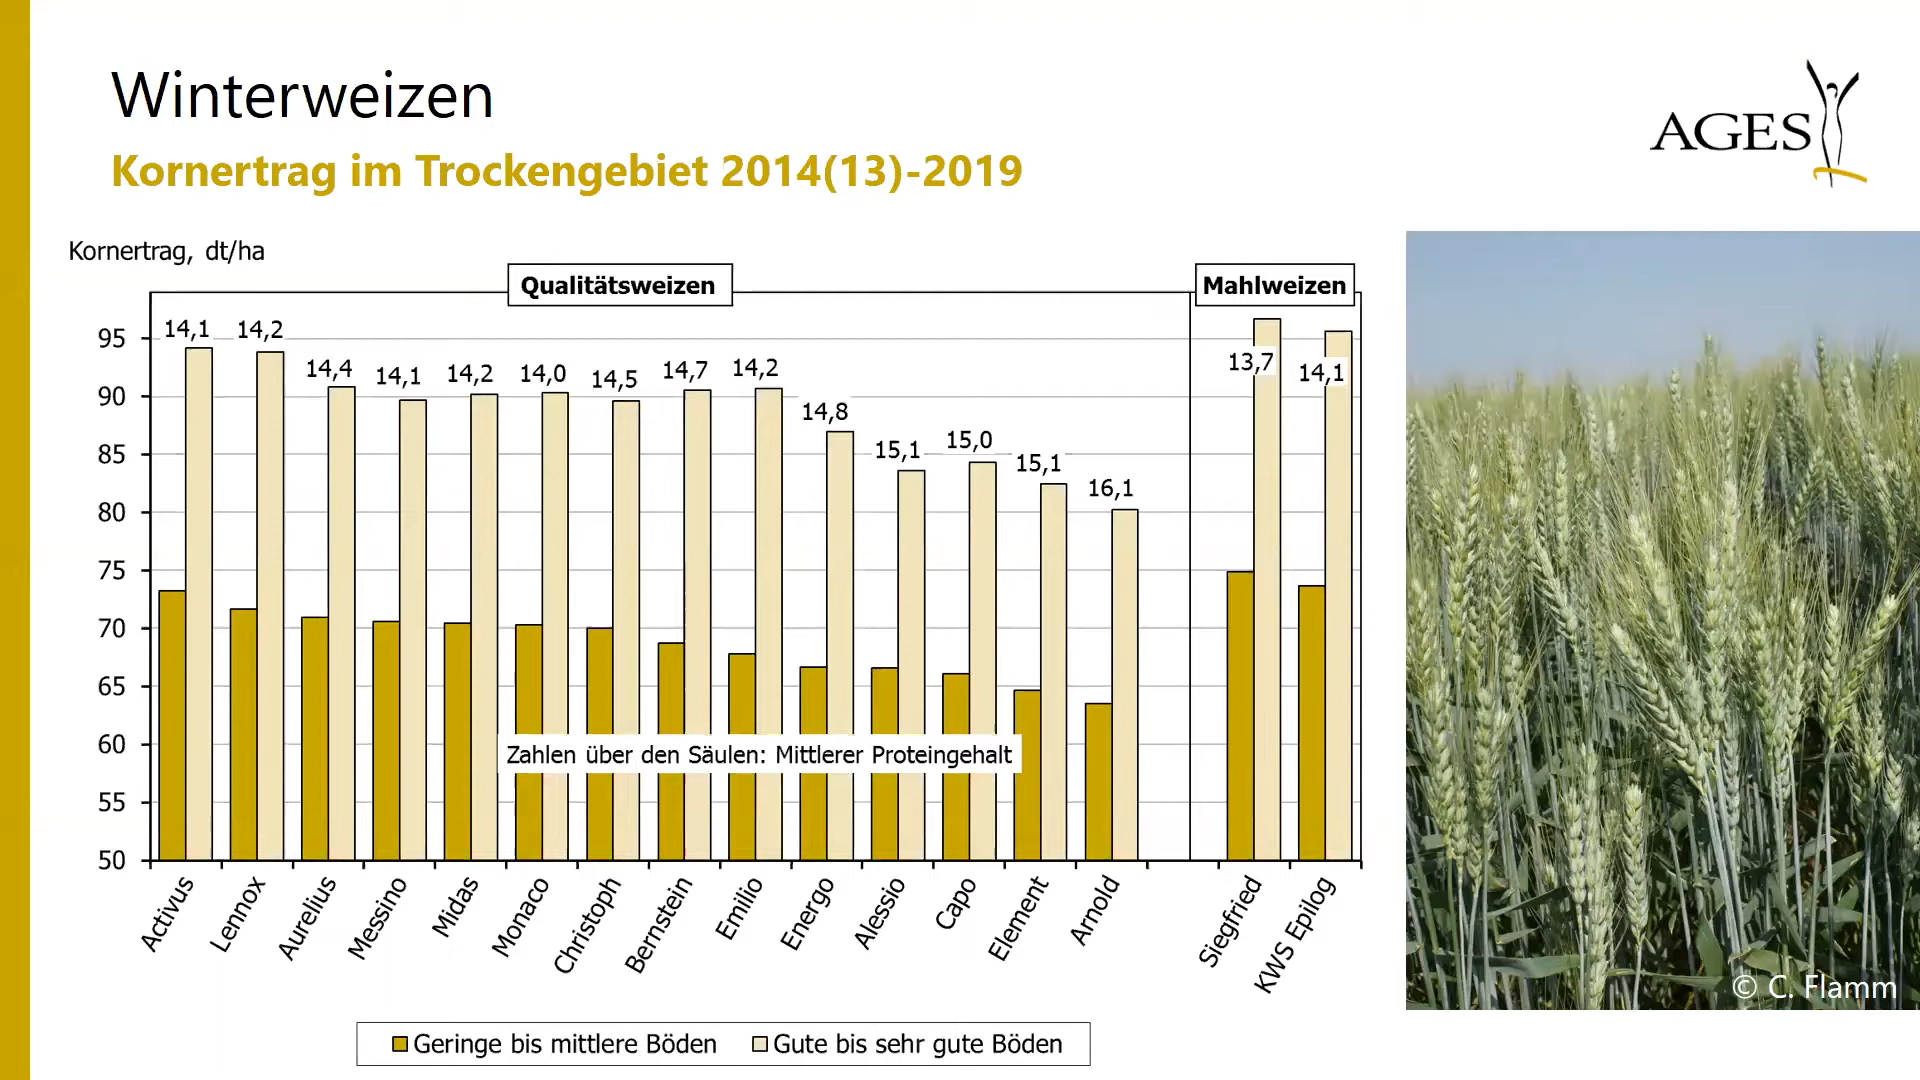 Winterweizen
Kornertrag im Trockengebiet 2014(13)-2019
AGES
Kornertrag, dt/ha
Qualitätsweizen
Mahlweizen
95
90
85
80
75
70
65
60
55
50
14,1
14,2
14,4
14,1
14,2
14,0
14,5
14,7
14,2
14,8
15,1
15,0
15,1
16,1
13,7
14,1
Zahlen über den Säulen: Mittlerer Proteingehalt
Activus
Lennox
Aurelius
Messino
Midas
Monaco
Christoph
Bernstein
Emilio
Energo
Alessio
Capo
Element
Arnold
Siegfried
KWS Epilog
Geringe bis mittlere Böden
Gute bis sehr gute Böden
© C. Flamm